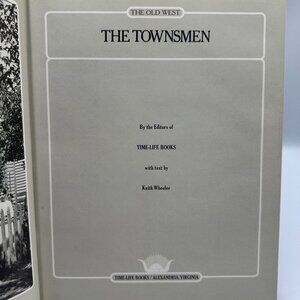 THE OLD WEST
THE TOWNSMEN
By the Editors of
TIME-LIFE BOOKS
with text by
Keith Wheeler
TIME-LIFE BOOKS / ALEXANDRIA, VIRGINIA